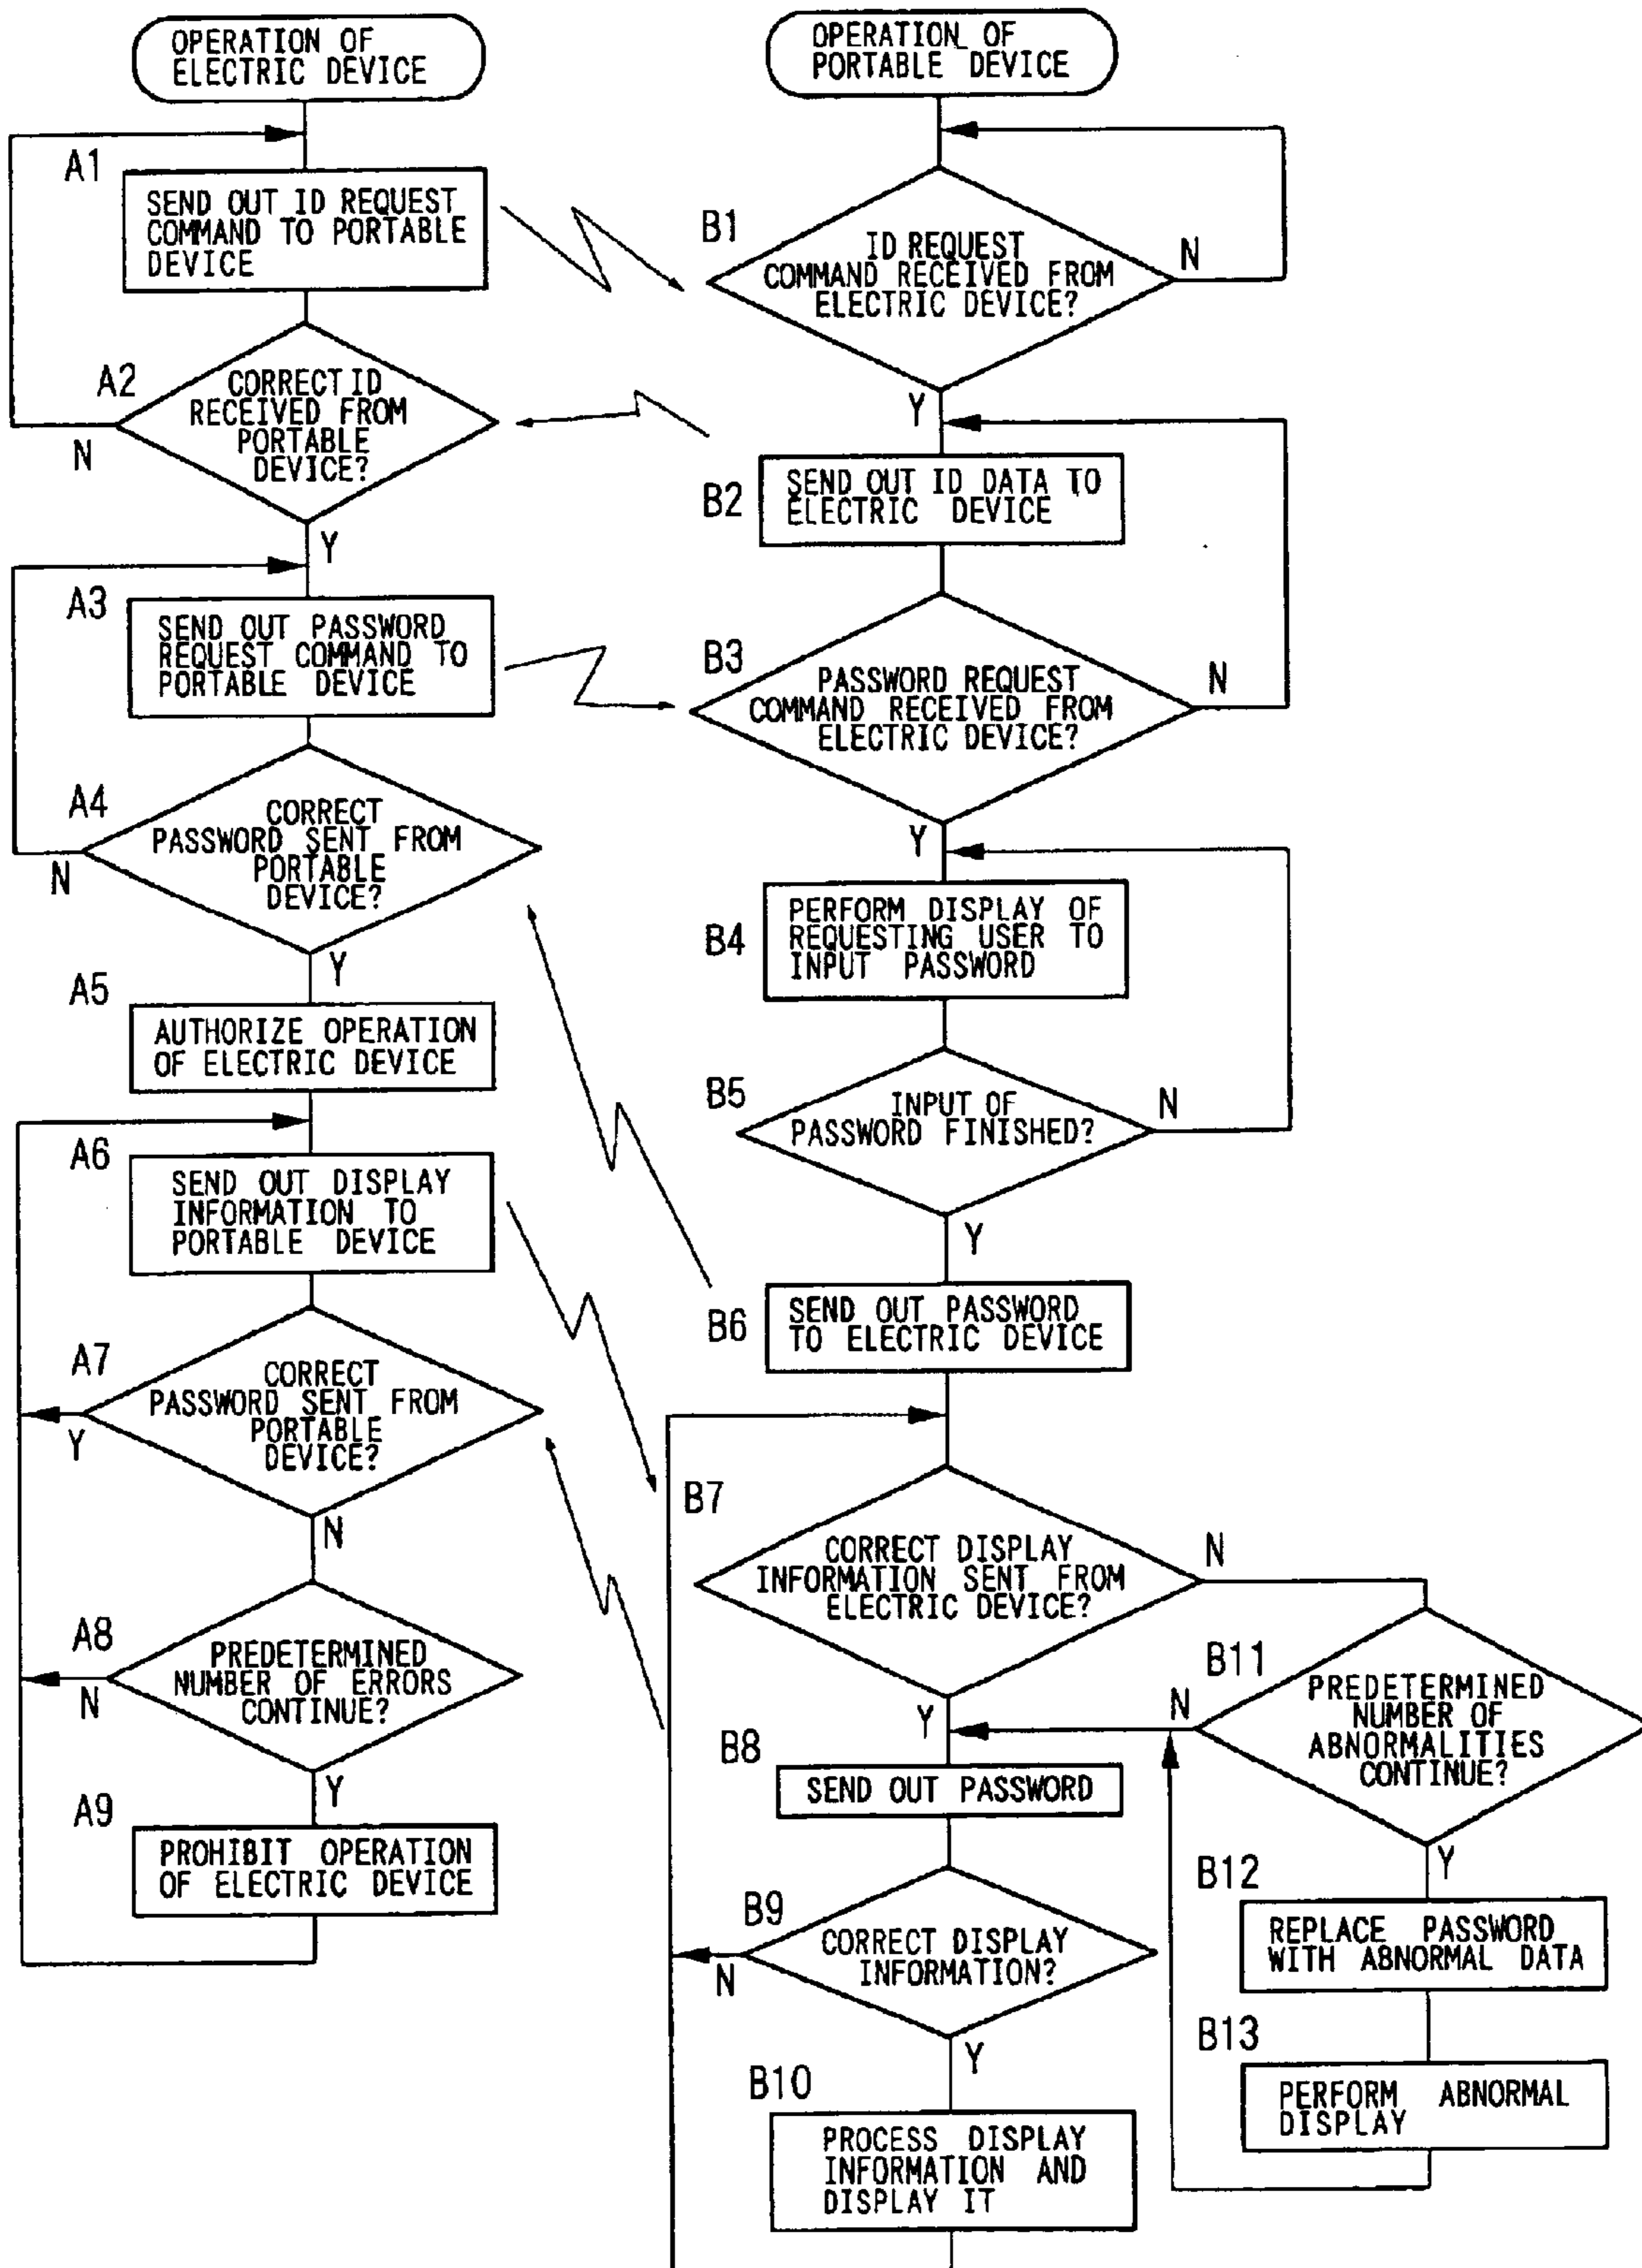 OPERATION OF
ELECTRIC DEVICE
A1
SEND OUT ID REQUEST
COMMAND TO PORTABLE
DEVICE
A2
CORRECT ID
RECEIVED FROM
PORTABLE
DEVICE?
N
Y
A3
SEND OUT PASSWORD
REQUEST COMMAND TO
PORTABLE DEVICE
A4
CORRECT
PASSWORD SENT FROM
PORTABLE
DEVICE?
N
Y
A5
AUTHORIZE OPERATION
OF ELECTRIC DEVICE
A6
SEND OUT DISPLAY
INFORMATION TO
PORTABLE DEVICE
A7
CORRECT
PASSWORD SENT FROM
PORTABLE
DEVICE?
Y
N
A8
PREDETERMINED
NUMBER OF ERRORS
CONTINUE?
N
Y
A9
PROHIBIT OPERATION
OF ELECTRIC DEVICE
OPERATION OF
PORTABLE DEVICE
B1
ID REQUEST
COMMAND RECEIVED FROM
ELECTRIC DEVICE?
N
Y
B2
SEND OUT ID DATA TO
ELECTRIC DEVICE
B3
PASSWORD REQUEST
COMMAND RECEIVED FROM
ELECTRIC DEVICE?
N
Y
B4
PERFORM DISPLAY OF
REQUESTING USER TO
INPUT PASSWORD
B5
INPUT OF
PASSWORD FINISHED?
N
Y
B6
SEND OUT PASSWORD
TO ELECTRIC DEVICE
B7
CORRECT DISPLAY
INFORMATION SENT FROM
ELECTRIC DEVICE?
N
Y
B8
SEND OUT PASSWORD
B9
CORRECT DISPLAY
INFORMATION?
N
Y
B10
PROCESS DISPLAY
INFORMATION AND
DISPLAY IT
B11
PREDETERMINED
NUMBER OF
ABNORMALITIES
CONTINUE?
N
Y
B12
REPLACE PASSWORD
WITH ABNORMAL DATA
B13
PERFORM ABNORMAL
DISPLAY